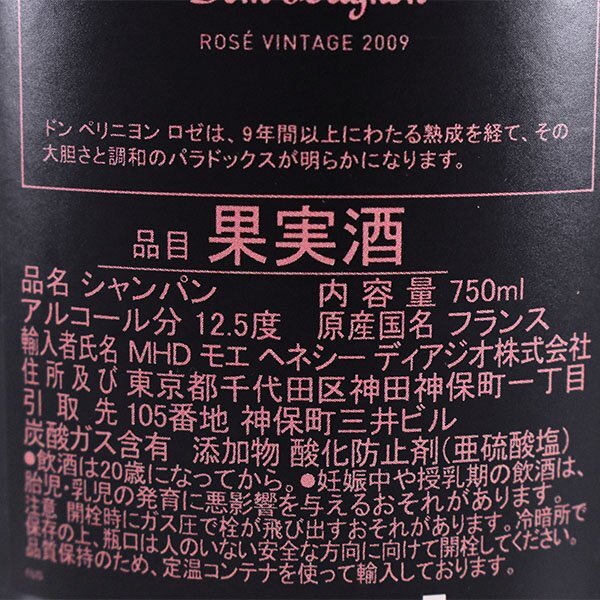 Dom Pérignon
ROSÉ VINTAGE 2009
ドン ペリニヨン ロゼは、9年間以上にわたる熟成を経て、その
大胆さと調和のパラドックスが明らかになります。
品目 果実酒
品名 シャンパン 内容量 750ml
アルコール分 12.5度 原産国名 フランス
輸入者氏名 MHD モエ ヘネシー ディアジオ株式会社
住所及び 東京都千代田区神田神保町一丁目
引取先 105番地 神保町三井ビル
炭酸ガス含有 添加物 酸化防止剤(亜硫酸塩)
●飲酒は20歳になってから。●妊娠中や授乳期の飲酒は、
胎児・乳児の発育に悪影響を与えるおそれがあります。
注意 開栓時にガス圧で栓が飛び出すおそれがあります。冷暗所で
保存の上、瓶口は人のいない安全な方向に向けて開栓してください。
品質保持のため、定温コンテナを使って輸入しております。